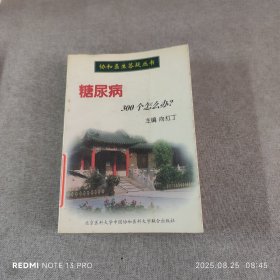 协和医生答疑丛书
糖尿病
300个怎么办?
主编 向红丁
北京医科大学中国协和医科大学联合出版社
REDMI NOTE 13 PRO
2025.08.25 08:45